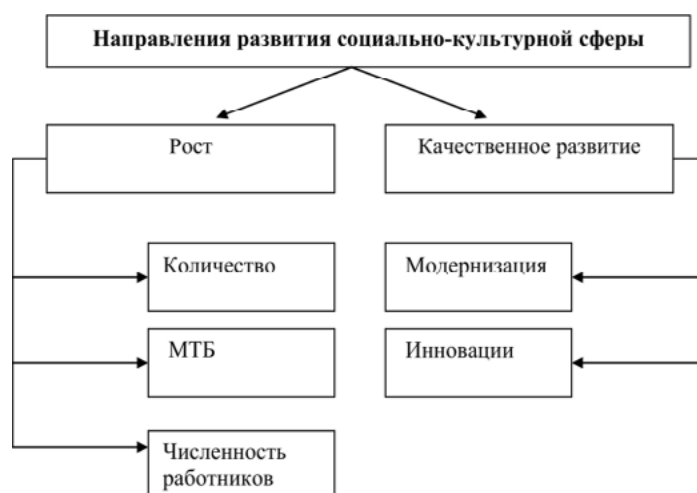 Направления развития социально-культурной сферы
Рост
Качественное развитие
Количество
Модернизация
МТБ
Инновации
Численность
работников